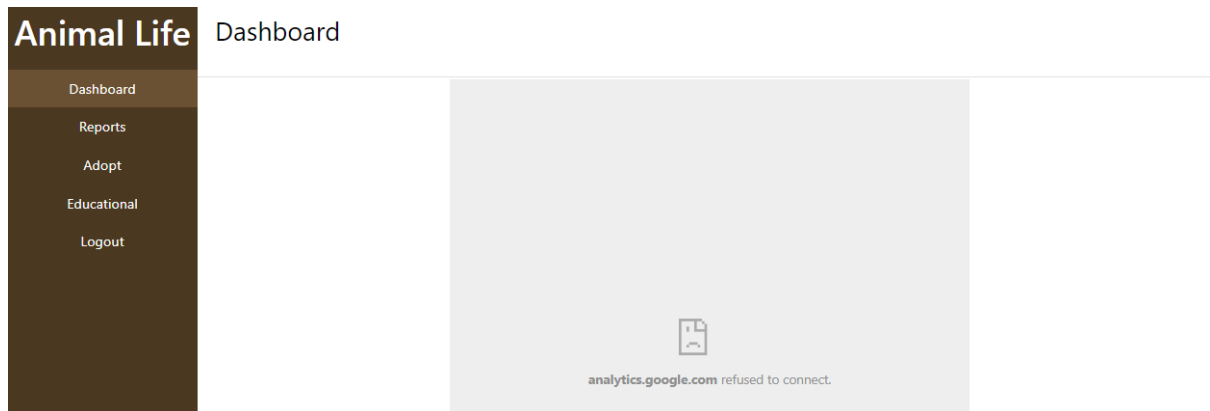 Animal Life
Dashboard
Dashboard
Reports
Adopt
Educational
Logout
analytics.google.com refused to connect.